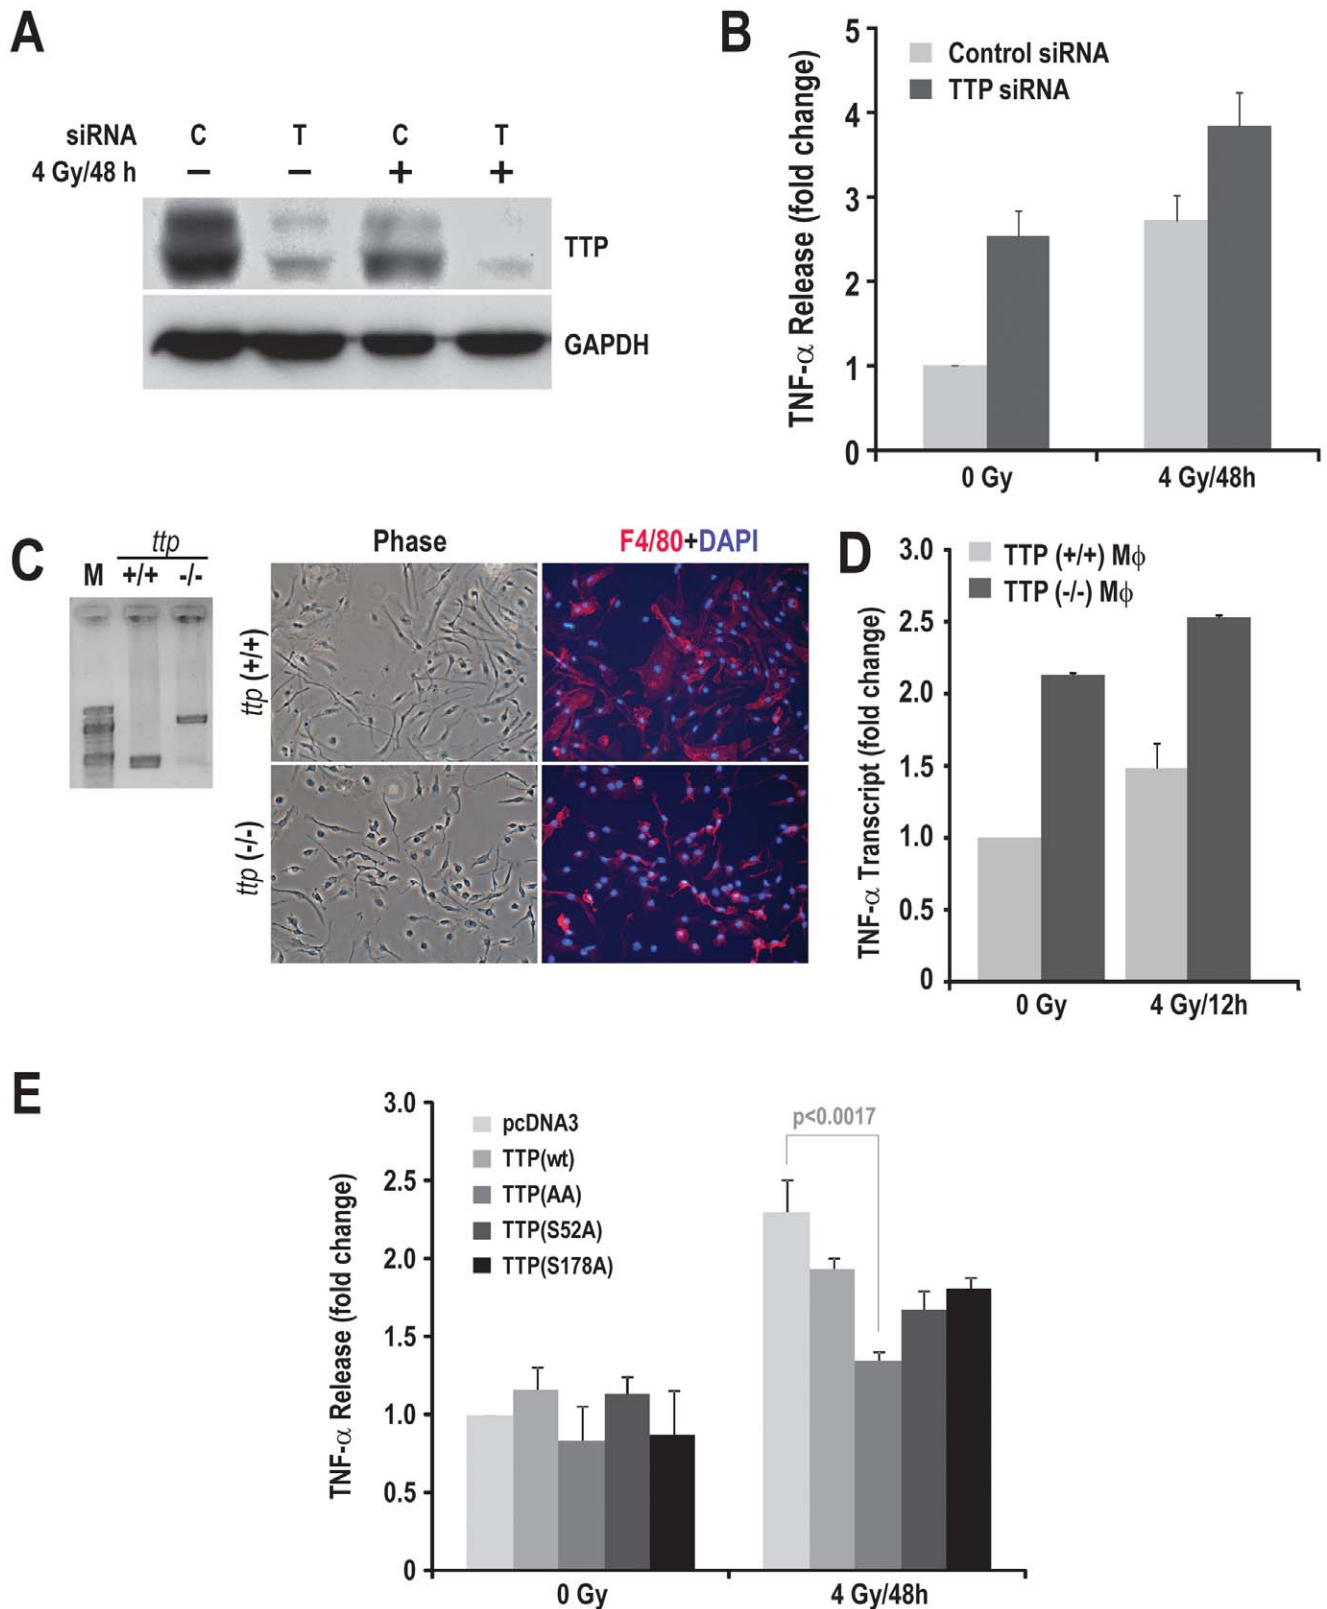 A
siRNA C T C T
4 Gy/48 h − − + +
TTP
GAPDH
B
TNF-α Release (fold change)
5
4
3
2
1
0
Control siRNA
TTP siRNA
0 Gy 4 Gy/48h
C
ttp
M +/+ -/-
Phase F4/80+DAPI
ttp (+/+)
ttp (-/-)
D
TNF-α Transcript (fold change)
3.0
2.5
2.0
1.5
1.0
0.5
0
TTP (+/+) Mϕ
TTP (-/-) Mϕ
0 Gy 4 Gy/12h
E
TNF-α Release (fold change)
3.0
2.5
2.0
1.5
1.0
0.5
0
pcDNA3
TTP(wt)
TTP(AA)
TTP(S52A)
TTP(S178A)
p<0.0017
0 Gy 4 Gy/48h